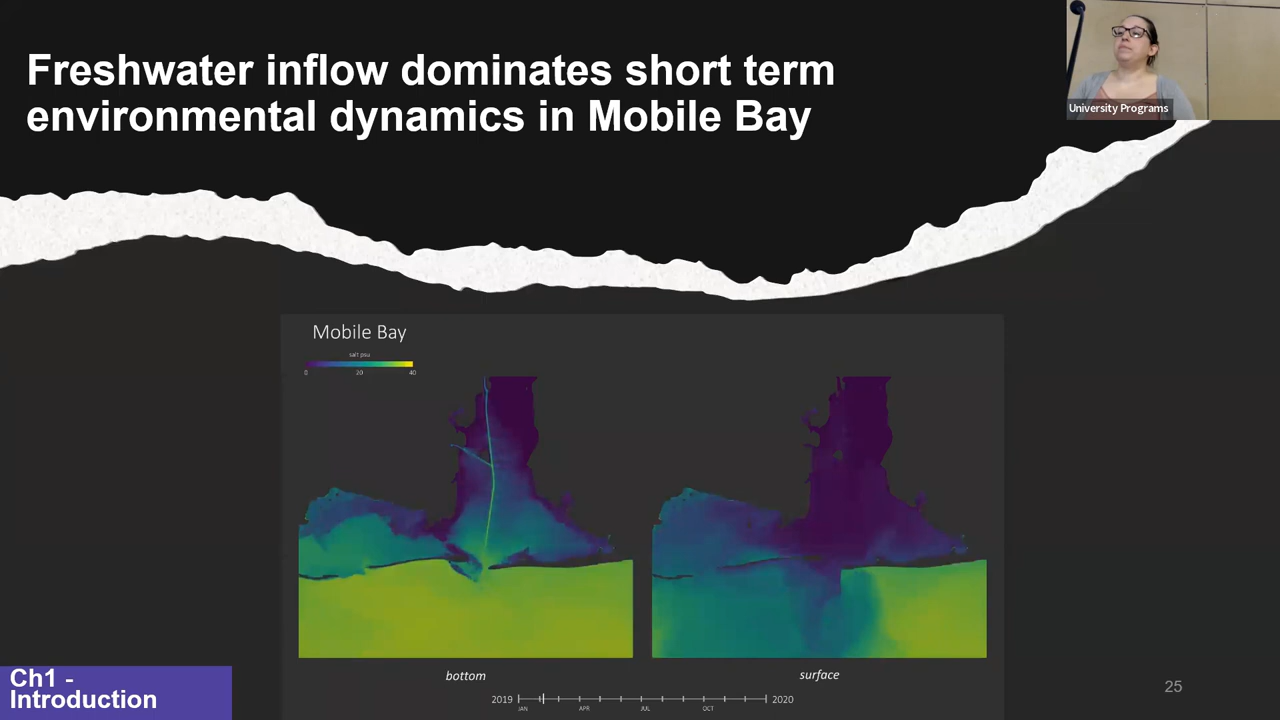 Freshwater inflow dominates short term
environmental dynamics in Mobile Bay
University Programs
Mobile Bay
salt psu
0 20 40
bottom
surface
2019 2020
JAN APR JUL OCT
Ch1 -
Introduction
25